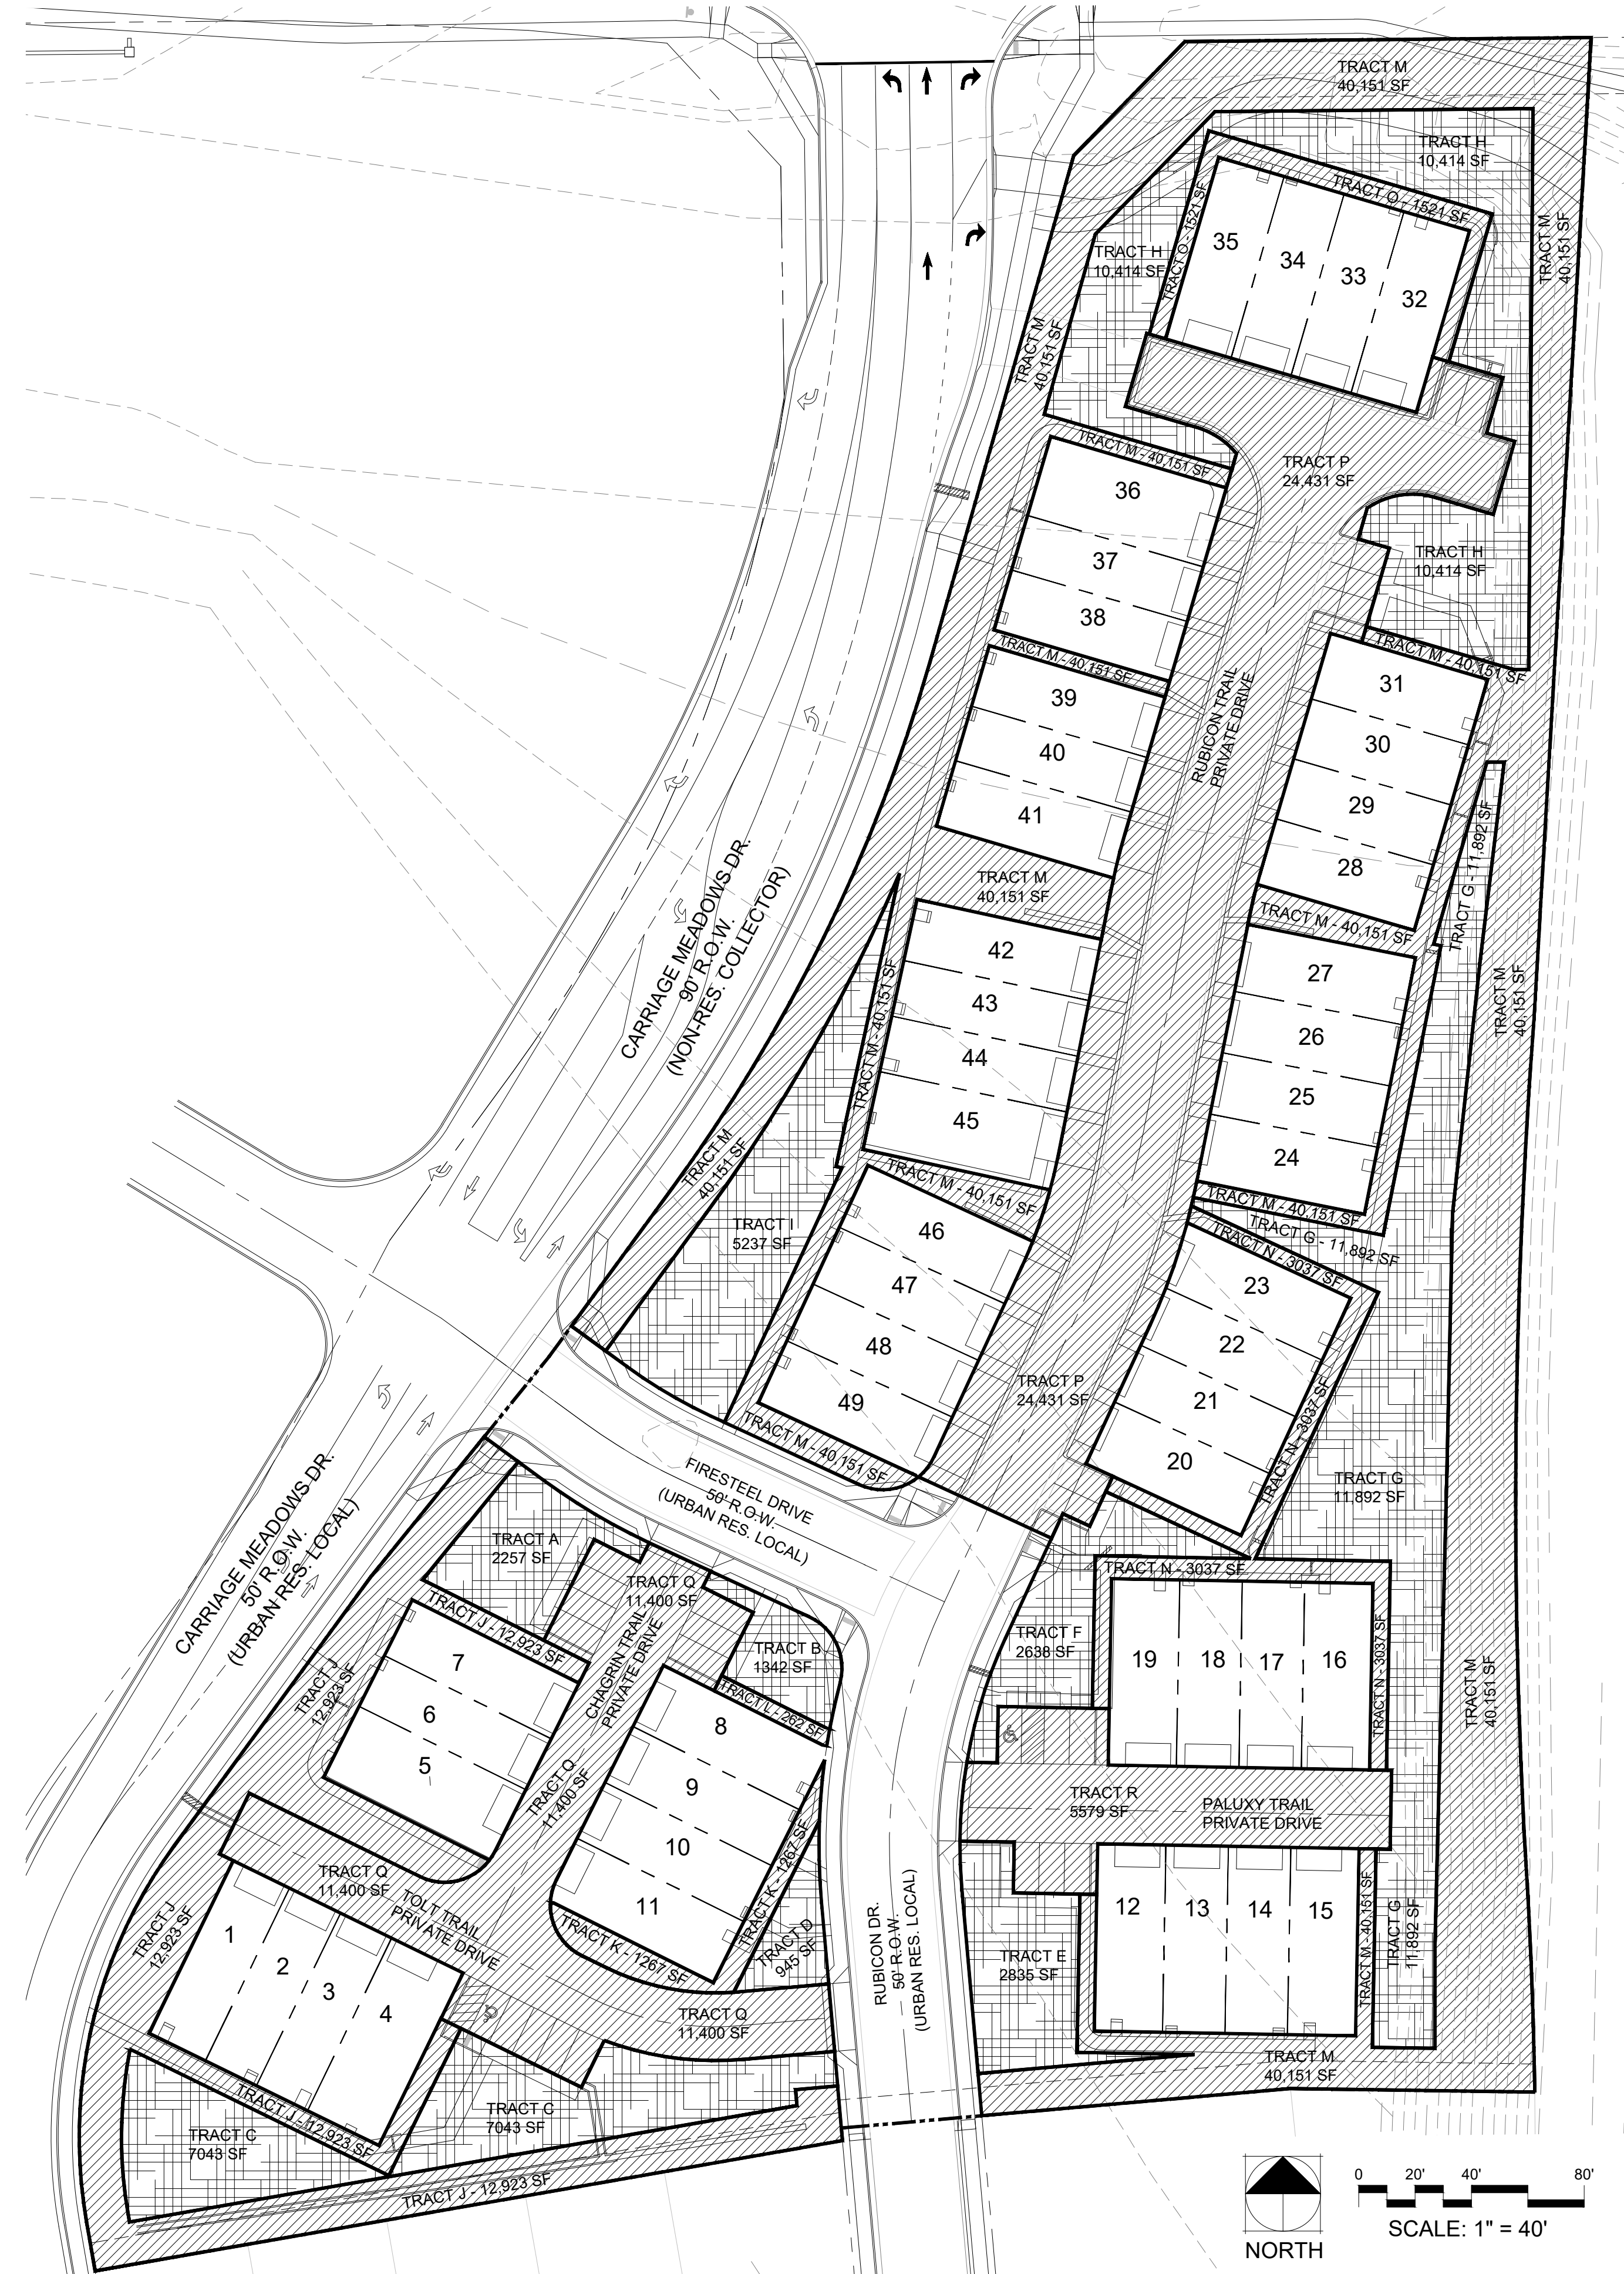 TRACT M
40,151 SF
TRACT H
10,414 SF
TRACT O - 1521 SF
TRACT O - 1521 SF
TRACT M
40,151 SF
TRACT H
10,414 SF
35
34
33
32
TRACT M
40,151 SF
TRACT M - 40,151 SF
TRACT P
24,431 SF
36
37
38
TRACT H
10,414 SF
TRACT M - 40,151 SF
TRACT M - 40,151 SF
39
40
41
RUBICON TRAIL
PRIVATE DRIVE
31
30
29
28
TRACT G - 11,892 SF
CARRIAGE MEADOWS DR.
90' R.O.W.
(NON-RES. COLLECTOR)
TRACT M
40,151 SF
TRACT M - 40,151 SF
42
43
44
45
TRACT M - 40,151 SF
27
26
25
24
TRACT M
40,151 SF
TRACT M
40,151 SF
TRACT M - 40,151 SF
TRACT M - 40,151 SF
TRACT G - 11,892 SF
TRACT N - 3037 SF
TRACT I
5237 SF
46
47
48
49
23
22
21
20
TRACT P
24,431 SF
TRACT N - 3037 SF
TRACT M - 40,151 SF
TRACT G
11,892 SF
FIRESTEEL DRIVE
50' R.O.W.
(URBAN RES. LOCAL)
CARRIAGE MEADOWS DR.
50' R.O.W.
(URBAN RES. LOCAL)
TRACT A
2257 SF
TRACT Q
11,400 SF
TRACT J - 12,923 SF
CHAGRIN TRAIL
PRIVATE DRIVE
TRACT B
1342 SF
TRACT L - 262 SF
TRACT N - 3037 SF
TRACT F
2638 SF
19
18
17
16
TRACT N - 3037 SF
TRACT M
40,151 SF
TRACT J
12,923 SF
7
6
5
8
9
10
11
TRACT Q
11,400 SF
TRACT R
5579 SF
PALUXY TRAIL
PRIVATE DRIVE
TRACT K - 1267 SF
TRACT Q
11,400 SF
TOLT TRAIL
PRIVATE DRIVE
TRACT J
12,923 SF
1
2
3
4
TRACT K - 1267 SF
TRACT D
945 SF
RUBICON DR.
50' R.O.W.
(URBAN RES. LOCAL)
12
13
14
15
TRACT M - 40,151 SF
TRACT G
11,892 SF
TRACT E
2835 SF
TRACT Q
11,400 SF
TRACT M
40,151 SF
TRACT J - 12,923 SF
TRACT C
7043 SF
TRACT C
7043 SF
TRACT J - 12,923 SF
NORTH
0 20' 40' 80'
SCALE: 1" = 40'